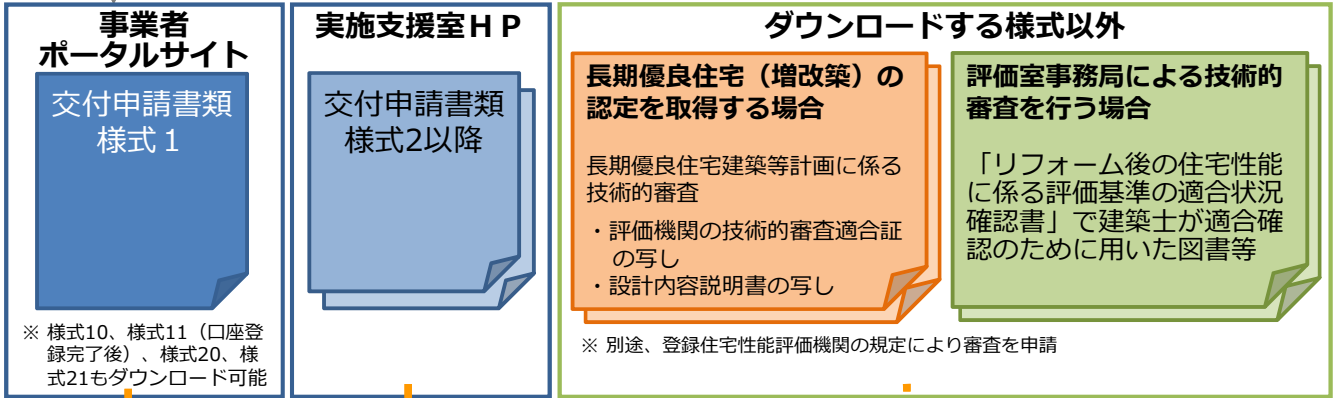 事業者
ポータルサイト
交付申請書類
様式１
※ 様式10、様式11（口座登
録完了後）、様式20、様
式21もダウンロード可能
実施支援室ＨＰ
交付申請書類
様式2以降
ダウンロードする様式以外
長期優良住宅（増改築）の
認定を取得する場合
長期優良住宅建築等計画に係る
技術的審査
・評価機関の技術的審査適合証
の写し
・設計内容説明書の写し
評価室事務局による技術的
審査を行う場合
「リフォーム後の住宅性能
に係る評価基準の適合状況
確認書」で建築士が適合確
認のために用いた図書等
※ 別途、登録住宅性能評価機関の規定により審査を申請